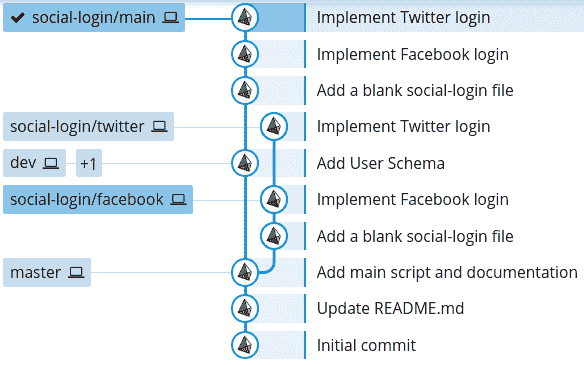 social-login/main Implement Twitter login
Implement Facebook login
Add a blank social-login file
social-login/twitter Implement Twitter login
dev +1 Add User Schema
social-login/facebook Implement Facebook login
Add a blank social-login file
master Add main script and documentation
Update README.md
Initial commit